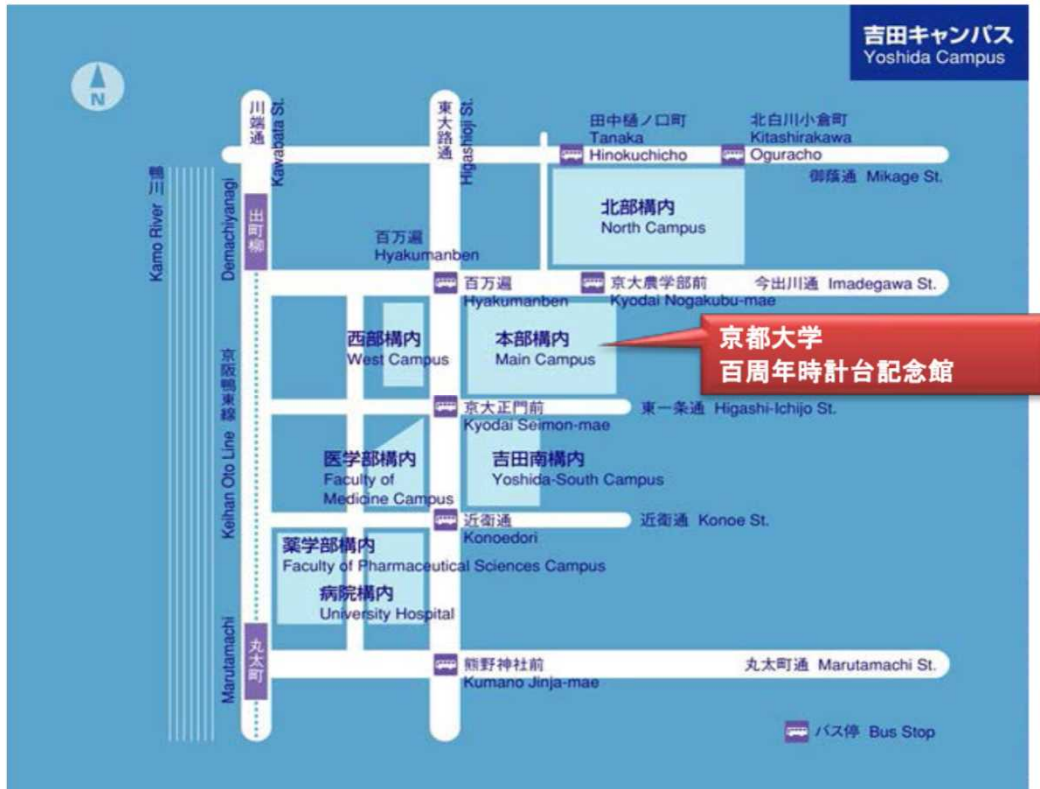 吉田キャンパス
Yoshida Campus
N
川端通
Kawabata St.
東大路通
Higashioji St.
田中樋ノ口町
Tanaka
Hinokuchicho
北白川小倉町
Kitashirakawa
Oguracho
御蔭通 Mikage St.
鴨川
Kamo River
出町柳
Demachiyanagi
北部構内
North Campus
百万遍
Hyakumanben
百万遍
Hyakumanben
京大農学部前
Kyodai Nogakubu-mae
今出川通 Imadegawa St.
西部構内
West Campus
本部構内
Main Campus
京都大学
百周年時計台記念館
京阪鴨東線
Keihan Oto Line
京大正門前
Kyodai Seimon-mae
東一条通 Higashi-Ichijo St.
医学部構内
Faculty of
Medicine Campus
吉田南構内
Yoshida-South Campus
近衛通
Konoedori
近衛通 Konoe St.
薬学部構内
Faculty of Pharmaceutical Sciences Campus
病院構内
University Hospital
丸太町
Marutamachi
熊野神社前
Kumano Jinja-mae
丸太町通 Marutamachi St.
バス停 Bus Stop